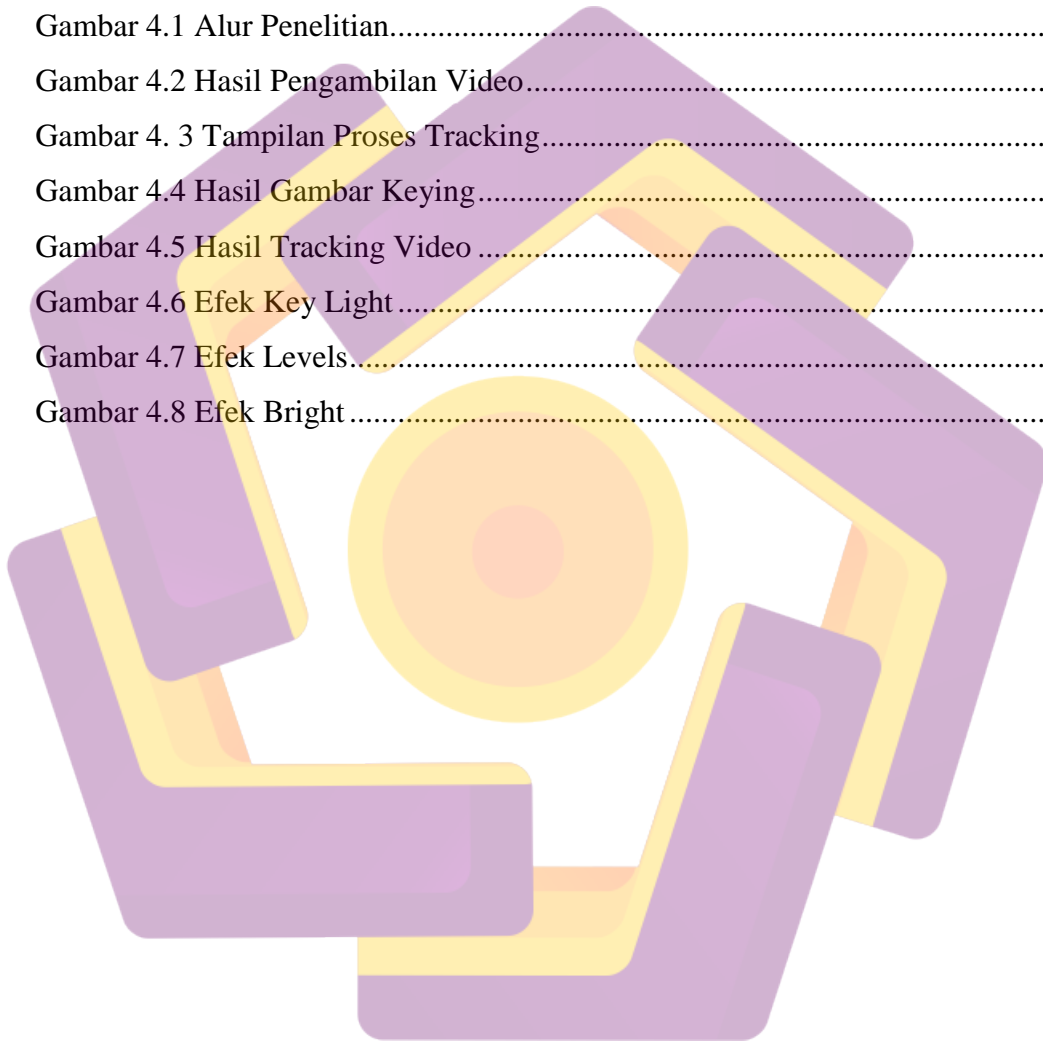 Gambar 4.1 Alur Penelitian................................................................................
Gambar 4.2 Hasil Pengambilan Video...............................................................
Gambar 4. 3 Tampilan Proses Tracking.............................................................
Gambar 4.4 Hasil Gambar Keying.....................................................................
Gambar 4.5 Hasil Tracking Video .....................................................................
Gambar 4.6 Efek Key Light...............................................................................
Gambar 4.7 Efek Levels.....................................................................................
Gambar 4.8 Efek Bright.....................................................................................